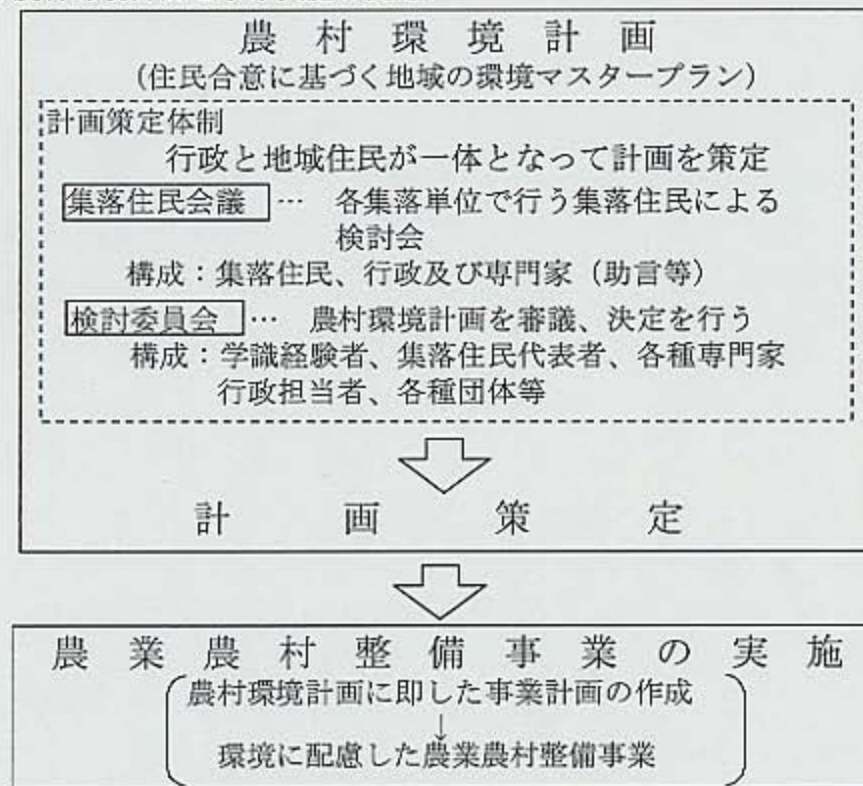 農村環境計画
(住民合意に基づく地域の環境マスタープラン)
計画策定体制
行政と地域住民が一体となって計画を策定
集落住民会議 … 各集落単位で行う集落住民による
検討会
構成：集落住民、行政及び専門家（助言等）
検討委員会 … 農村環境計画を審議、決定を行う
構成：学識経験者、集落住民代表者、各種専門家
行政担当者、各種団体等
計画策定
農業農村整備事業の実施
農村環境計画に即した事業計画の作成
↓
環境に配慮した農業農村整備事業